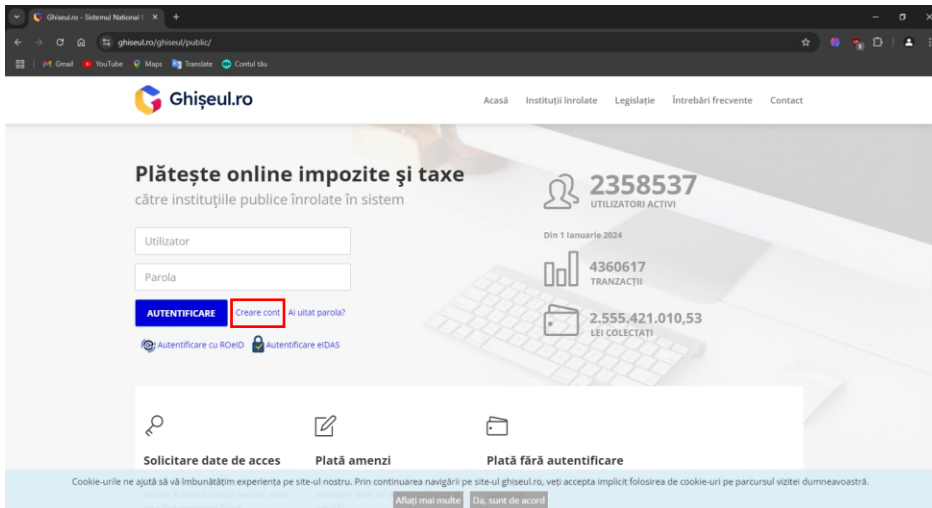 Ghiseul.ro - Sistemul National
ghiseul.ro/ghiseul/public/
Gmail YouTube Maps Translate Contul tău
Ghișeul.ro
Acasă Instituții înrolate Legislație Întrebări frecvente Contact
Plătește online impozite şi taxe
către instituţiile publice înrolate în sistem
Utilizator
Parola
AUTENTIFICARE Creare cont Ai uitat parola?
Autentificare cu ROeID Autentific​are eIDAS
2358537
UTILIZATORI ACTIVI
Din 1 Ianuarie 2024
4360617
TRANZACȚII
2.555.421.010,53
LEI COLECTAȚI
Solicitare date de acces Plată amenzi Plată fără autentificare
Cookie-urile ne ajută să vă îmbunătățim experiența pe site-ul nostru. Prin continuarea navigării pe site-ul ghiseul.ro, veți accepta implicit folosirea de cookie-uri pe parcursul vizitei dumneavoastră.
Aflați mai multe Da, sunt de acord